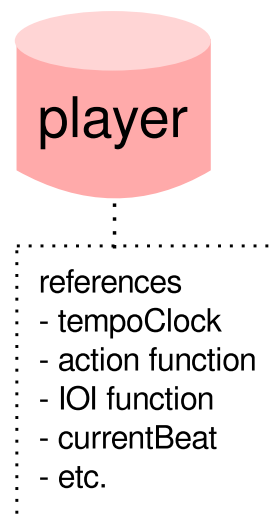 player
references
- tempoClock
- action function
- IOI function
- currentBeat
- etc.